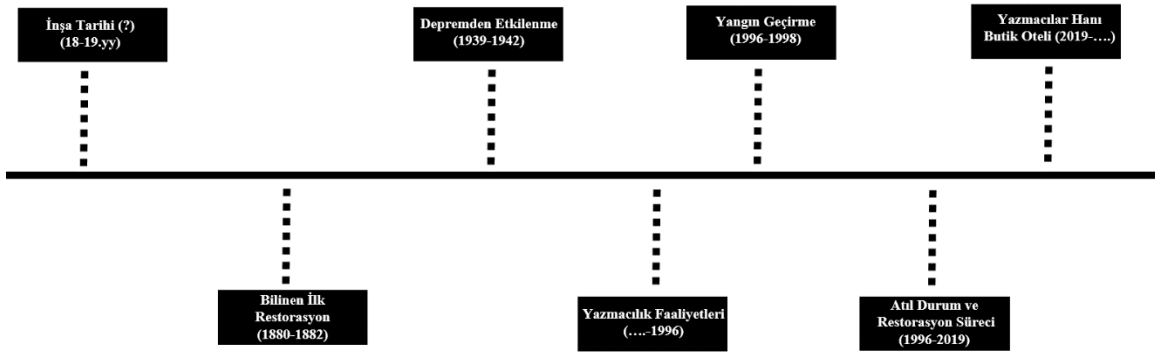 İnşa Tarihi (?)
(18-19.yy)
Depremden Etkilenme
(1939-1942)
Yangın Geçirme
(1996-1998)
Yazmacılar Hanı
Butik Oteli (2019-….)
Bilinen İlk
Restorasyon
(1880-1882)
Yazmacılık Faaliyetleri
(….-1996)
Atıl Durum ve
Restorasyon Süreci
(1996-2019)